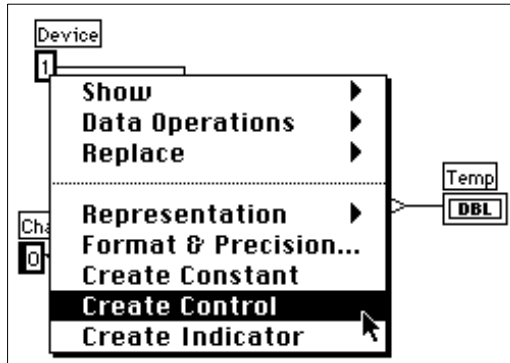 Device
1
Show
Data Operations
Replace
Temp
DBL
Representation
Format & Precision...
Create Constant
Create Control
Create Indicator
0